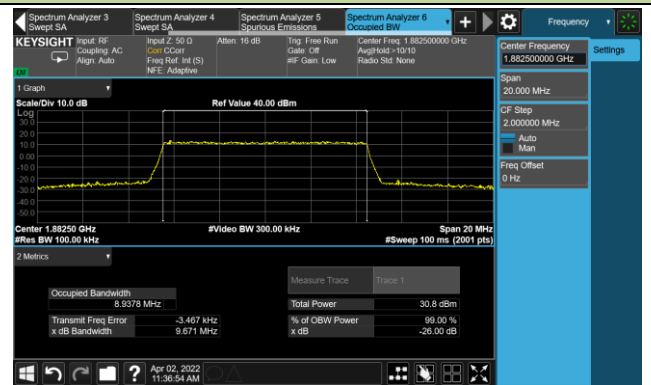 Spectrum Analyzer 3
Swept SA
Spectrum Analyzer 4
Swept SA
Spectrum Analyzer 5
Spurious Emissions
Spectrum Analyzer 6
Occupied BW
Frequency
KEYSIGHT
Input: RF
Coupling: AC
Align: Auto
Input Z: 50 Ω
Corr CCorr
Freq Ref: Int (S)
NFE: Adaptive
Atten: 16 dB
Trig: Free Run
Gate: Off
#IF Gain: Low
Center Freq: 1.882500000 GHz
Avg|Hold:>10/10
Radio Std: None
Center Frequency
1.882500000 GHz
Settings
Span
20.000 MHz
CF Step
2.000000 MHz
Auto
Man
Freq Offset
0 Hz
1 Graph
Scale/Div 10.0 dB
Ref Value 40.00 dBm
Log
30.0
20.0
10.0
0.00
-10.0
-20.0
-30.0
-40.0
-50.0
Center 1.88250 GHz
#Video BW 300.00 kHz
Span 20 MHz
#Res BW 100.00 kHz
#Sweep 100 ms (2001 pts)
2 Metrics
Measure Trace
Trace 1
Occupied Bandwidth
8.9378 MHz
Total Power
30.8 dBm
Transmit Freq Error
-3.467 kHz
% of OBW Power
99.00 %
x dB Bandwidth
9.671 MHz
x dB
-26.00 dB
Apr 02, 2022
11:36:54 AM